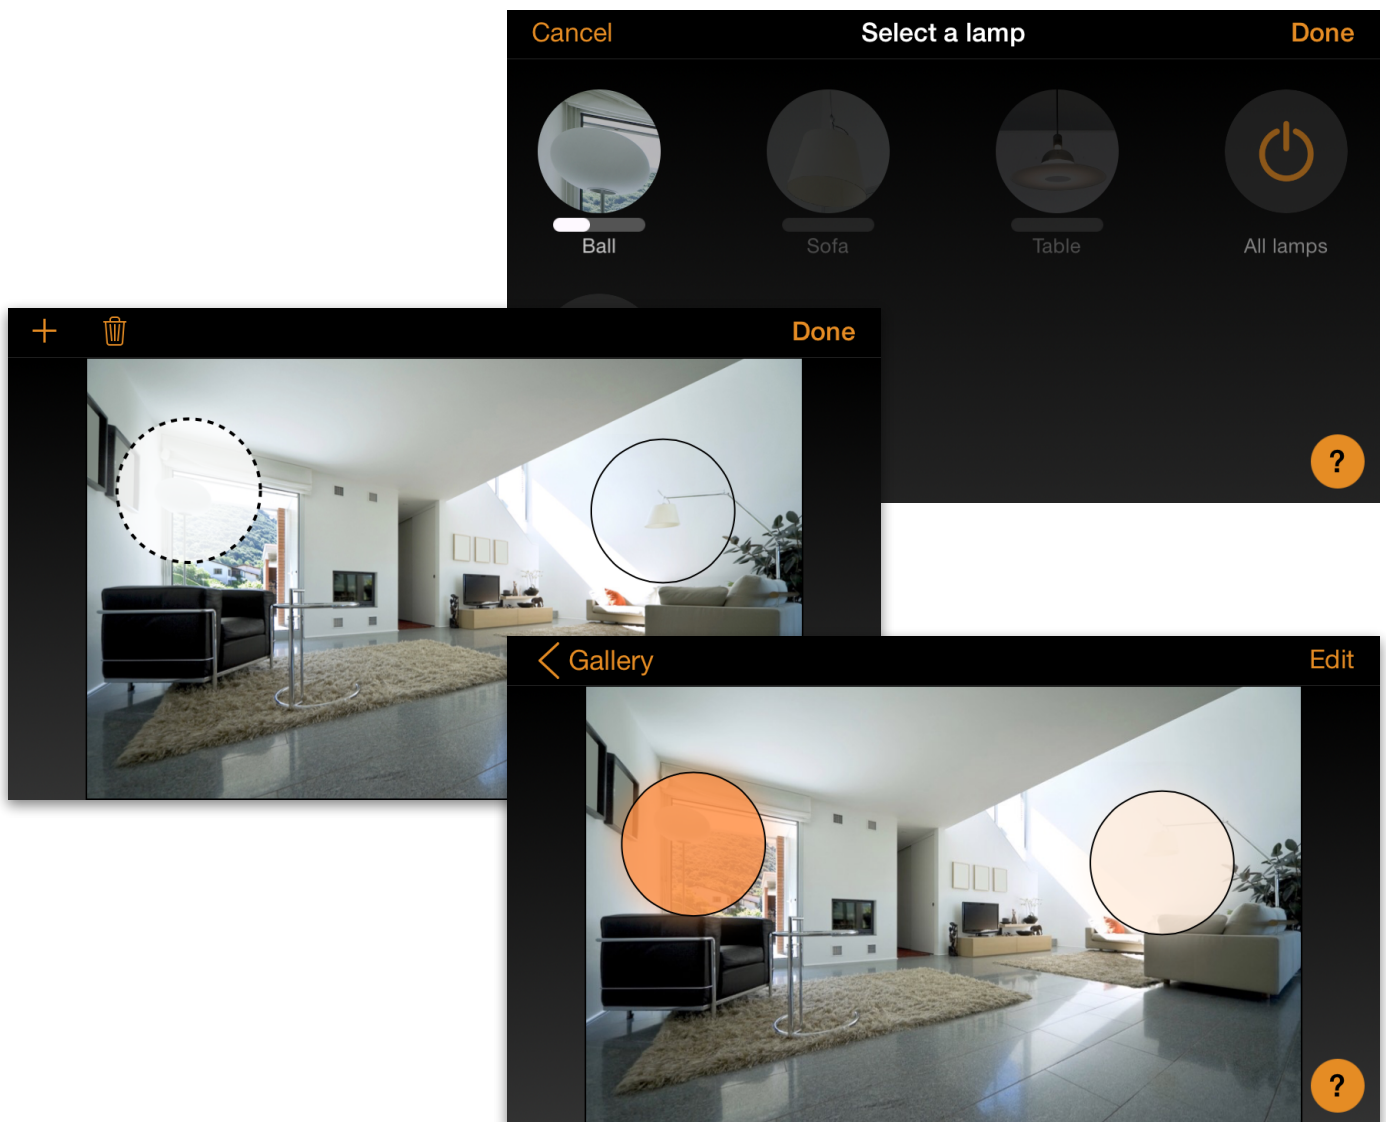 Cancel
Select a lamp
Done
Ball
Sofa
Table
All lamps
?
Done
Gallery
Edit
?